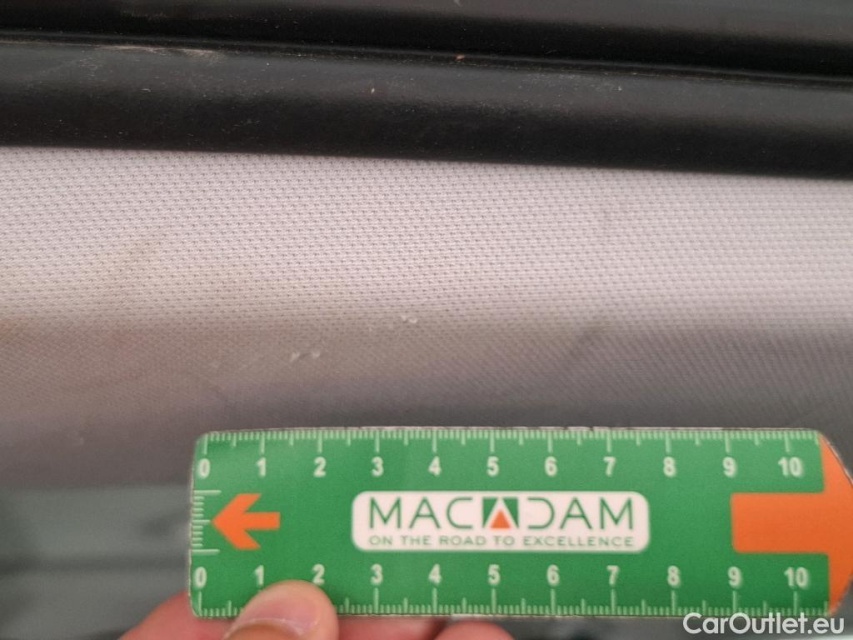 0 1 2 3 4 5 6 7 8 9 10
MACADAM
ON THE ROAD TO EXCELLENCE
0 1 2 3 4 5 6 7 8 9 10
CarOutlet.eu